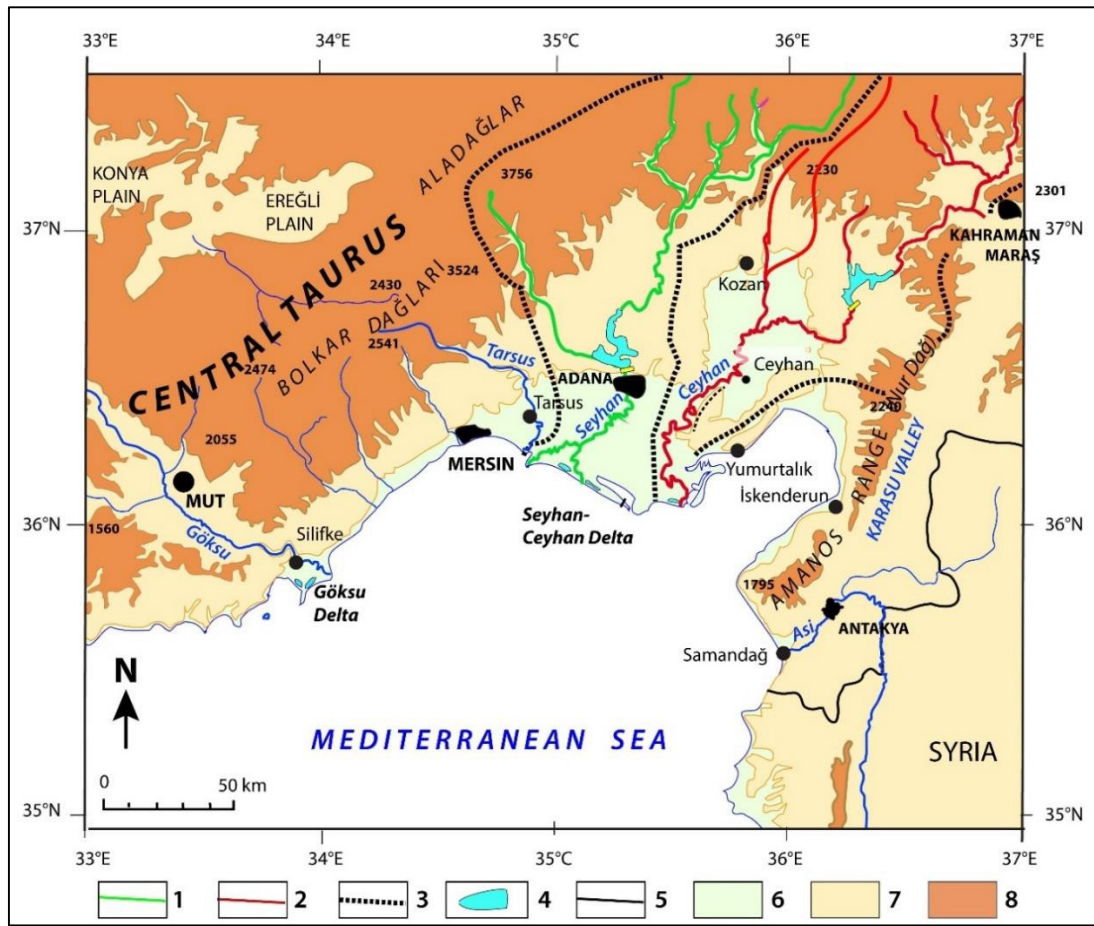 33°E 34°E 35°C 36°E 37°E
KONYA
PLAIN
EREĞLİ
PLAIN
ALADAĞLAR
3756
2230
2301
37°N
37°N
KAHRAMAN
MARAŞ
CENTRAL TAURUS
BOLKAR DAĞLARI
3524
2430
2541
2474
2055
Kozan
Tarsus
ADANA
Tarsus
Seyhan
Ceyhan
Ceyhan
2240
(Nur Dağı)
MERSIN
Yumurtalık
İskenderun
AMANOS RANGE
KARASU VALLEY
MUT
36°N
36°N
1560
Göksu
Silifke
Seyhan-
Ceyhan Delta
Göksu
Delta
1795
Asi
ANTAKYA
Samandağ
N
MEDITERRANEAN SEA
SYRIA
0 50 km
35°N
35°N
33°E 34°E 35°E 36°E 37°E
1 2 3 4 5 6 7 8